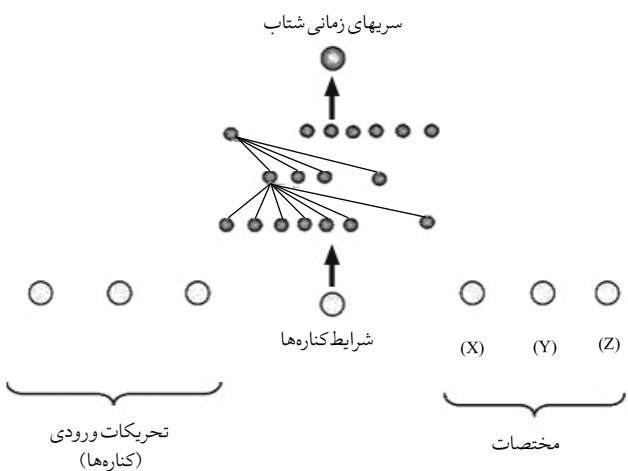 سریهای زمانی شتاب
شرایط کناره‌ها
(X) (Y) (Z)
تحریکات ورودی
(کناره‌ها)
مختصات